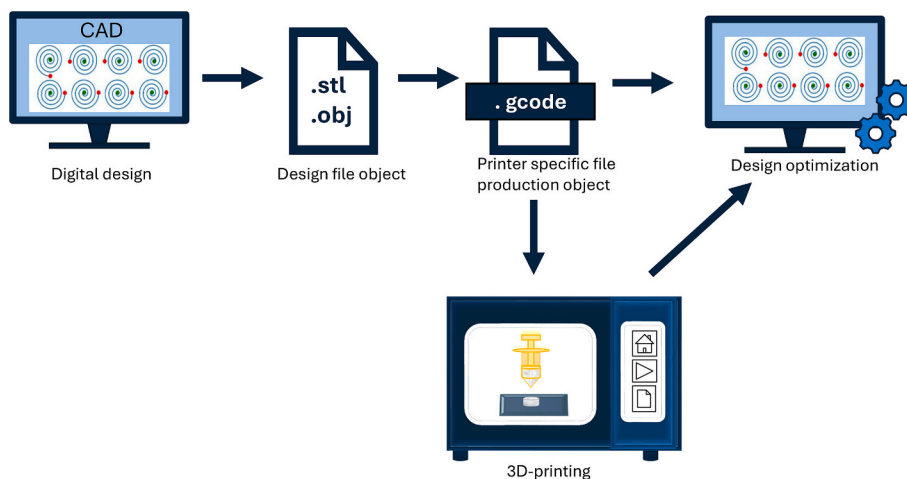 CAD
.stl
.obj
. gcode
Digital design
Design file object
Printer specific file
production object
Design optimization
3D-printing